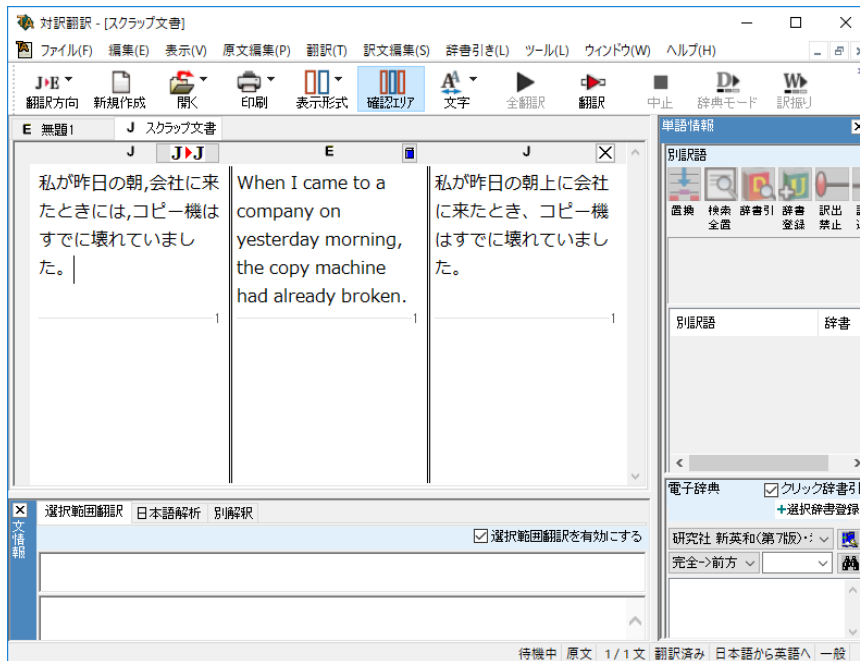 対訳翻訳 - [スクラップ文書]
ファイル(F) 編集(E) 表示(V) 原文編集(P) 翻訳(T) 訳文編集(S) 辞書引き(L) ツール(L) ウィンドウ(W) ヘルプ(H)
J▶E
翻訳方向 新規作成 開く 印刷 表示形式 確認エリア 文字 全翻訳 翻訳 中止 辞典モード 訳振り
E 無題1 J スクラップ文書
J J▶J E J
私が昨日の朝,会社に来
たときには,コピー機は
すでに壊れていまし
た。
1
When I came to a
company on
yesterday morning,
the copy machine
had already broken.
1
私が昨日の朝上に会社
に来たとき、コピー機
はすでに壊れていまし
た。
1
単語情報
別訳語
置換 検索 辞書引 辞書 訳出
全置 登録 禁止
別訳語 辞書
電子辞典 クリック辞書引
+選択辞書登録
研究社 新英和(第7版)・
完全->前方
文情報
選択範囲翻訳 日本語解析 別解釈
選択範囲翻訳を有効にする
待機中 原文 1/1文 翻訳済み 日本語から英語へ 一般